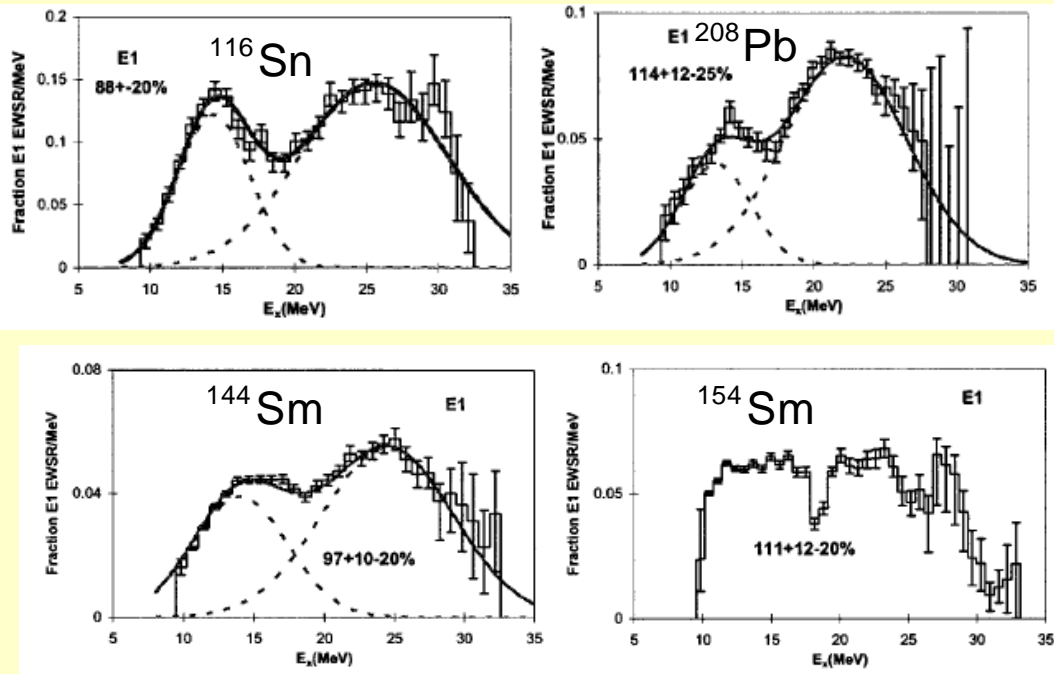 0.2
0.15
0.1
0.05
0
Fraction E1 EWSR/MeV
E1
88+-20%
¹¹⁶Sn
5 10 15 20 25 30 35
Eₓ(MeV)
0.1
0.05
0
Fraction E1 EWSR/MeV
E1
²⁰⁸Pb
114+12-25%
5 10 15 20 25 30 35
Eₓ(MeV)
0.08
0.04
0
Fraction E1 EWSR/MeV
¹⁴⁴Sm
E1
97+10-20%
5 10 15 20 25 30 35
Eₓ(MeV)
0.1
0.05
0
Fraction E1 EWSR/MeV
¹⁵⁴Sm
E1
111+12-20%
5 10 15 20 25 30 35
Eₓ(MeV)